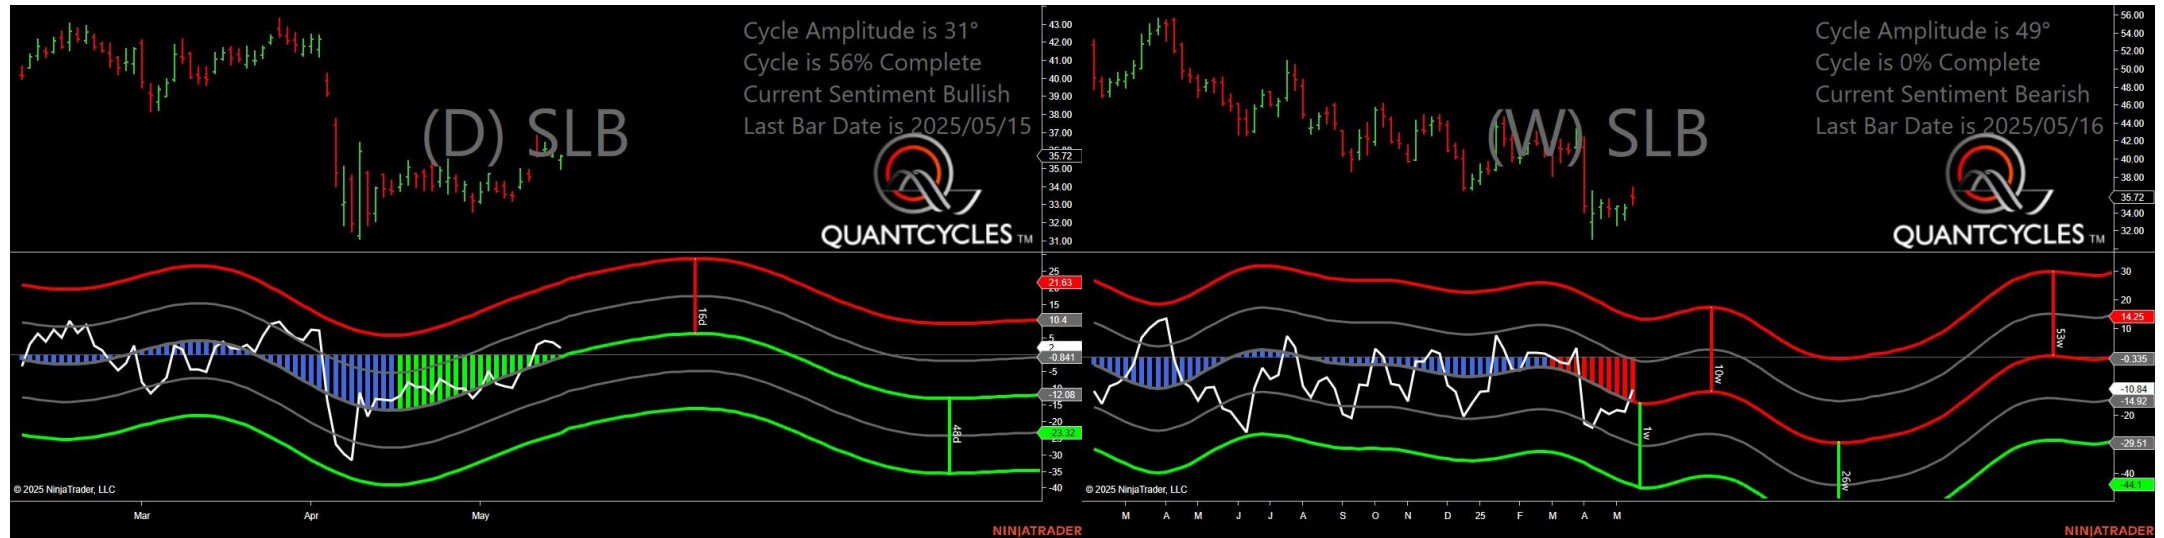 (D) SLB
Cycle Amplitude is 31°
Cycle is 56% Complete
Current Sentiment Bullish
Last Bar Date is 2025/05/15
QUANTCYCLES TM
43.00
42.00
41.00
40.00
39.00
38.00
37.00
35.72
35.00
34.00
33.00
32.00
31.00
25
21.63
15
10.4
5
2
-0.841
-5
-12.08
-15
-20
-23.32
-30
-35
-40
16d
48d
© 2025 NinjaTrader, LLC
Mar
Apr
May
NINJATRADER
(W) SLB
Cycle Amplitude is 49°
Cycle is 0% Complete
Current Sentiment Bearish
Last Bar Date is 2025/05/16
QUANTCYCLES TM
56.00
54.00
52.00
50.00
48.00
46.00
44.00
42.00
40.00
38.00
35.72
34.00
32.00
30
20
14.25
10
-0.335
-10.84
-14.92
-20
-29.51
-40
-44.1
1w
10w
26w
53w
© 2025 NinjaTrader, LLC
M A M J J A S O N D 25 F M A M
NINJATRADER